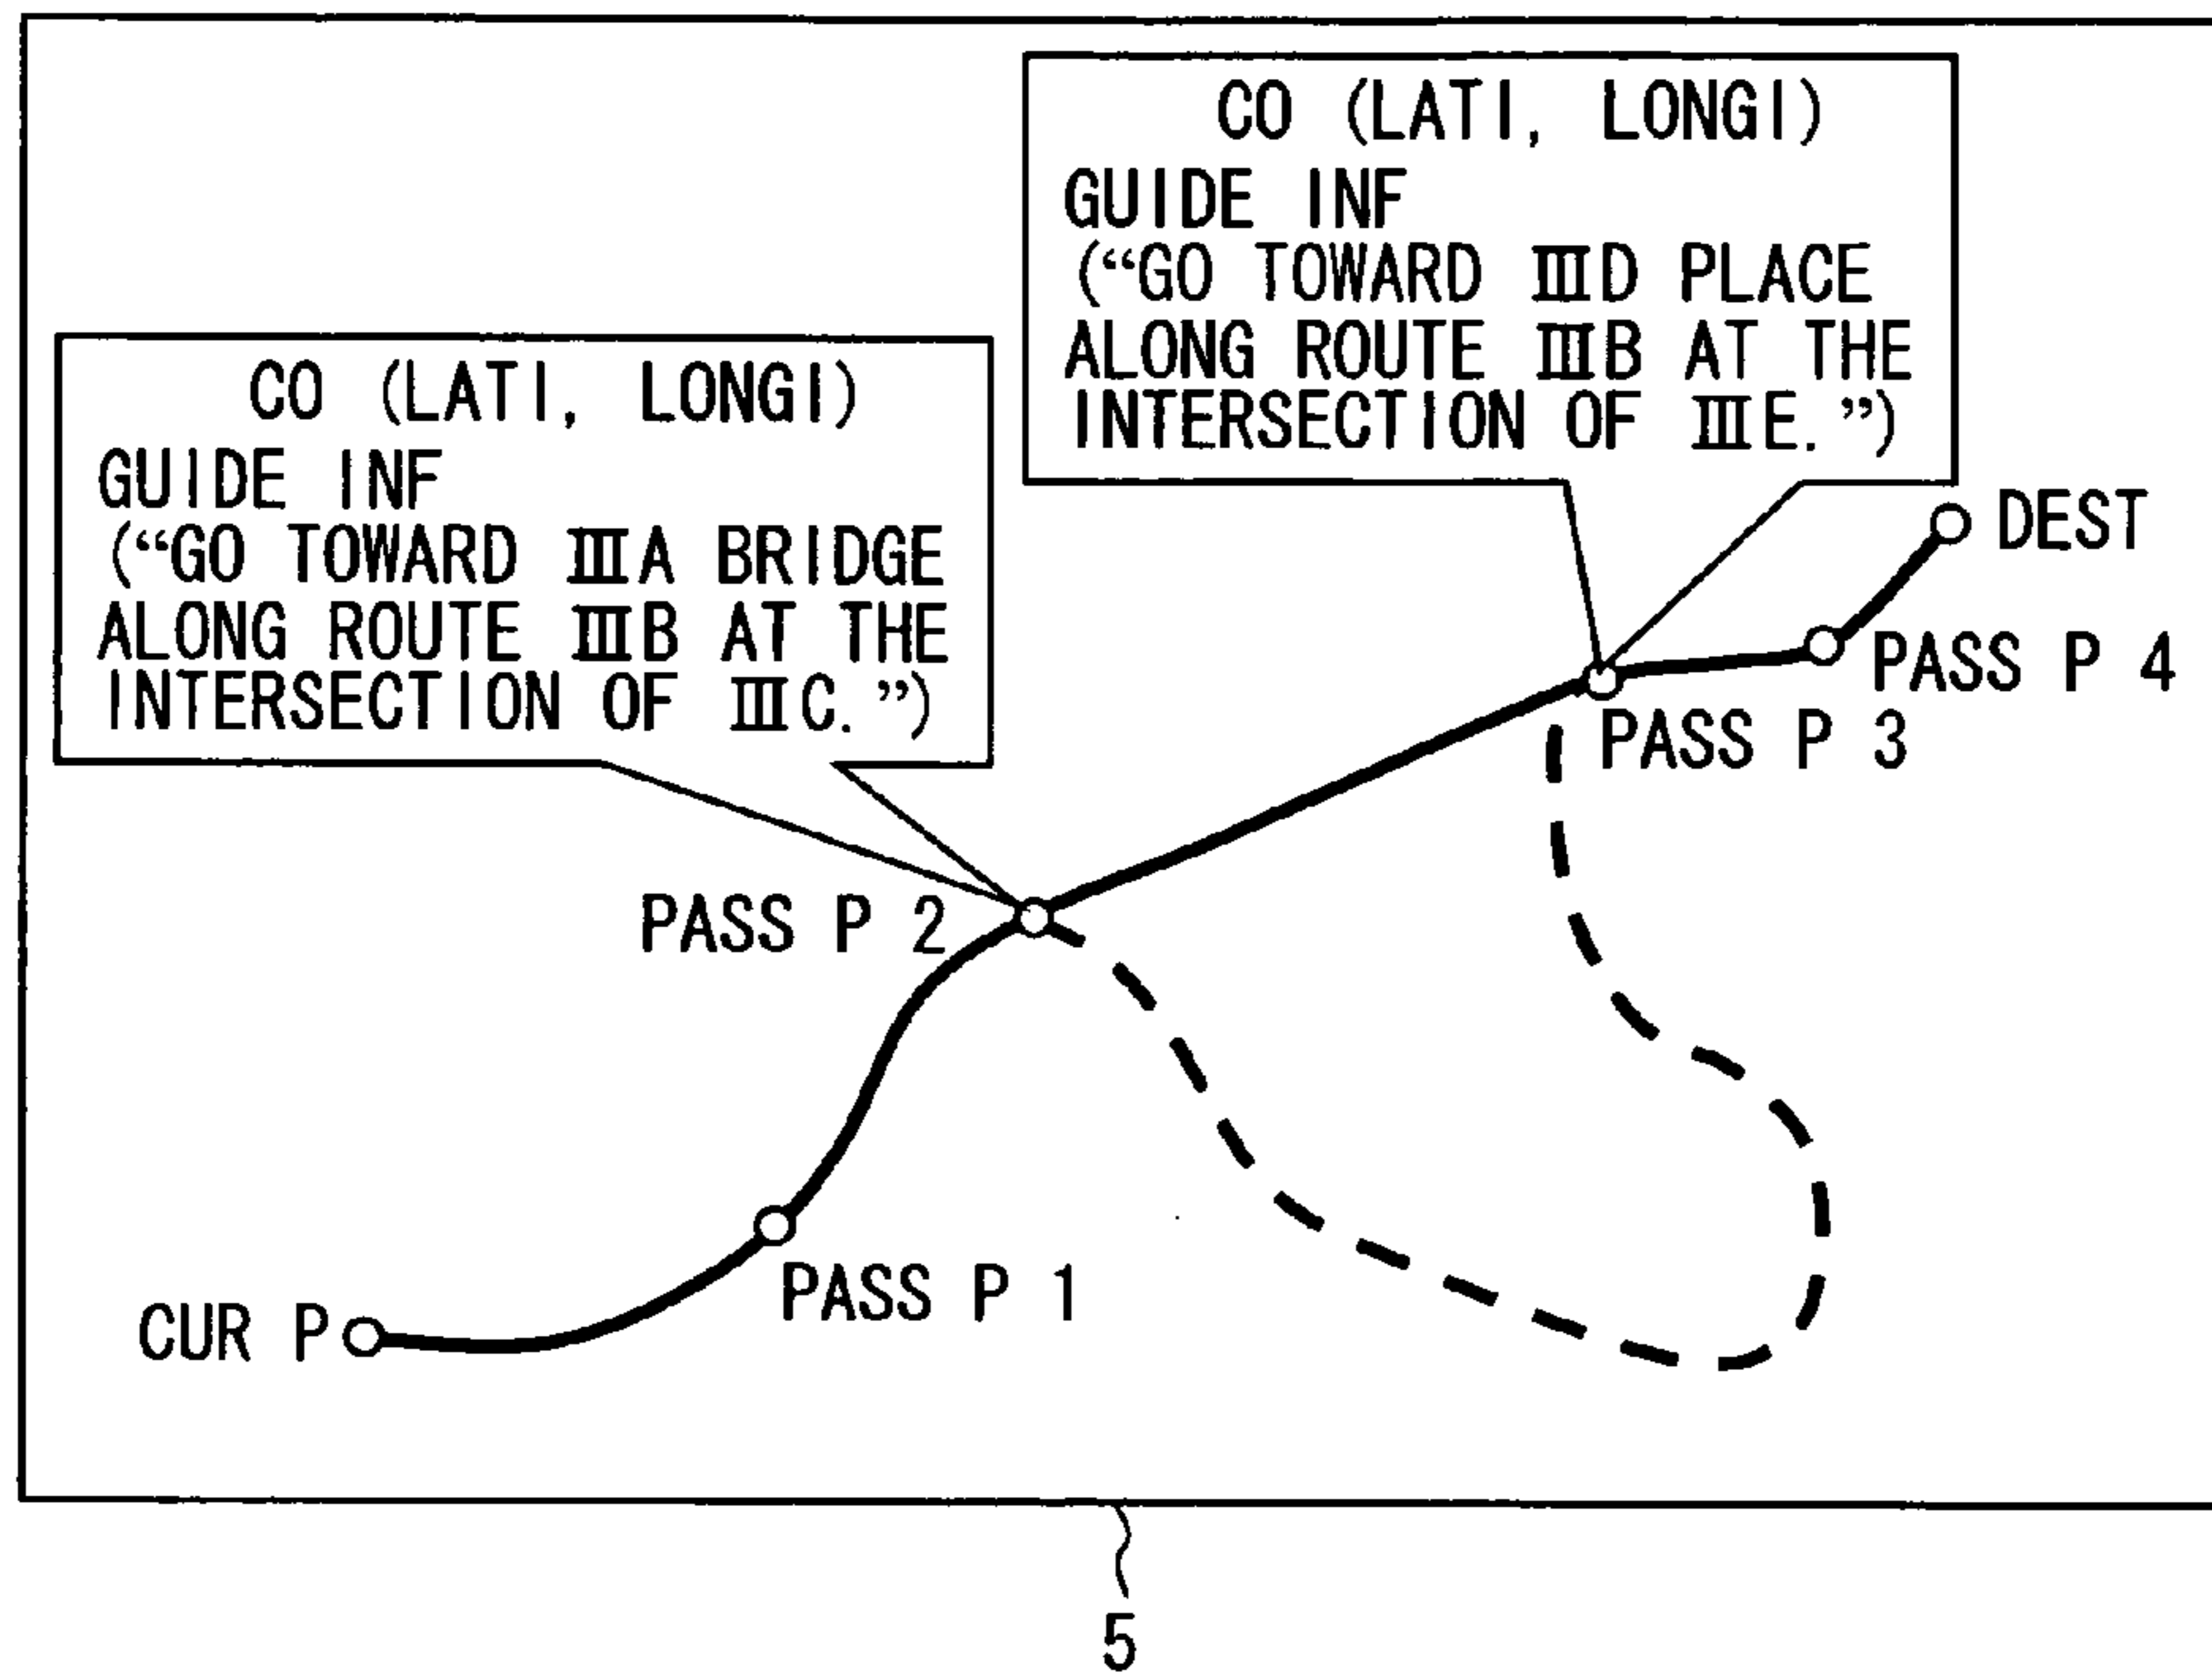 CO (LATI, LONGI)
GUIDE INF
(“GO TOWARD ⅢD PLACE
ALONG ROUTE ⅢB AT THE
INTERSECTION OF ⅢE.”)
CO (LATI, LONGI)
GUIDE INF
(“GO TOWARD ⅢA BRIDGE
ALONG ROUTE ⅢB AT THE
INTERSECTION OF ⅢC.”)
DEST
PASS P 4
PASS P 3
PASS P 2
PASS P 1
CUR P
5